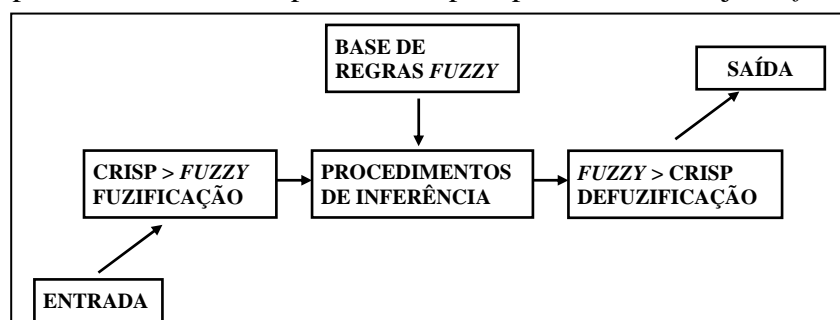 BASE DE
REGRAS FUZZY
SAÍDA
CRISP > FUZZY
FUZIFICAÇÃO
PROCEDIMENTOS
DE INFERÊNCIA
FUZZY > CRISP
DEFUZIFICAÇÃO
ENTRADA